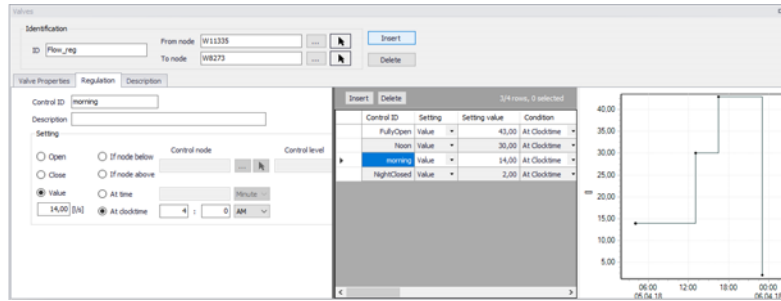 Valves
Identification
ID Flow_reg
From node W11335 ...
To node W8273 ...
Insert
Delete
Valve Properties Regulation Description
Control ID morning
Description
Setting
Open
Close
Value
14,00 [l/s]
If node below
If node above
At time
At clocktime
Control node
...
Control level
Minute
4 : 0 AM
Insert Delete 3/4 rows, 0 selected
Control ID Setting Setting value Condition
FullyOpen Value 43,00 At Clocktime
Noon Value 30,00 At Clocktime
morning Value 14,00 At Clocktime
NightClosed Value 2,00 At Clocktime
40,00
35,00
30,00
25,00
20,00
15,00
10,00
5,00
06:00 12:00 18:00 00:00
05.04.18 06.04.18